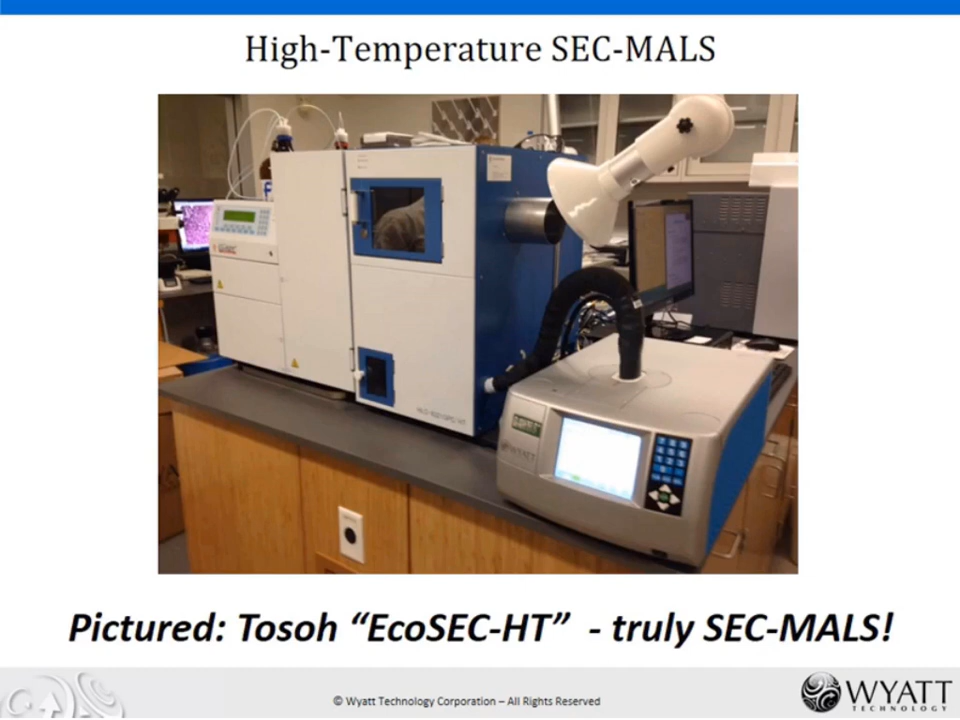 High-Temperature SEC-MALS
WYATT
Pictured: Tosoh “EcoSEC-HT” - truly SEC-MALS!
© Wyatt Technology Corporation – All Rights Reserved
WYATT
TECHNOLOGY